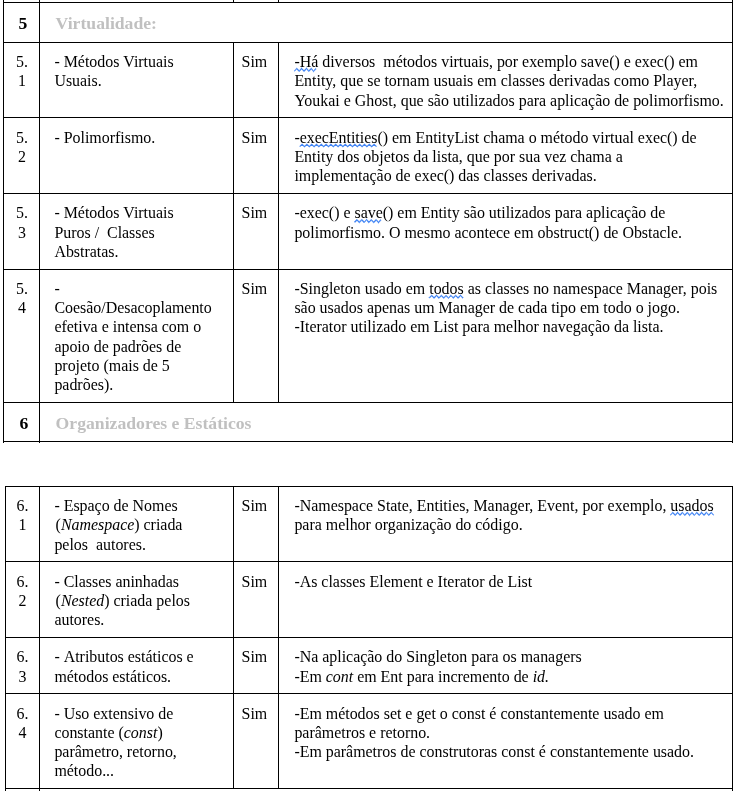 5 Virtualidade:
5. - Métodos Virtuais Sim -Há diversos  métodos virtuais, por exemplo save() e exec() em
1 Usuais. Entity, que se tornam usuais em classes derivadas como Player,
Youkai e Ghost, que são utilizados para aplicação de polimorfismo.
5. - Polimorfismo. Sim -execEntities() em EntityList chama o método virtual exec() de
2 Entity dos objetos da lista, que por sua vez chama a
implementação de exec() das classes derivadas.
5. - Métodos Virtuais Sim -exec() e save() em Entity são utilizados para aplicação de
3 Puros /  Classes polimorfismo. O mesmo acontece em obstruct() de Obstacle.
Abstratas.
5. - Sim -Singleton usado em todos as classes no namespace Manager, pois
4 Coesão/Desacoplamento são usados apenas um Manager de cada tipo em todo o jogo.
efetiva e intensa com o -Iterator utilizado em List para melhor navegação da lista.
apoio de padrões de
projeto (mais de 5
padrões).
6 Organizadores e Estáticos
6. - Espaço de Nomes Sim -Namespace State, Entities, Manager, Event, por exemplo, usados
1 (Namespace) criada para melhor organização do código.
pelos  autores.
6. - Classes aninhadas Sim -As classes Element e Iterator de List
2 (Nested) criada pelos
autores.
6. - Atributos estáticos e Sim -Na aplicação do Singleton para os managers
3 métodos estáticos. -Em cont em Ent para incremento de id.
6. - Uso extensivo de Sim -Em métodos set e get o const é constantemente usado em
4 constante (const) parâmetros e retorno.
parâmetro, retorno, -Em parâmetros de construtoras const é constantemente usado.
método...